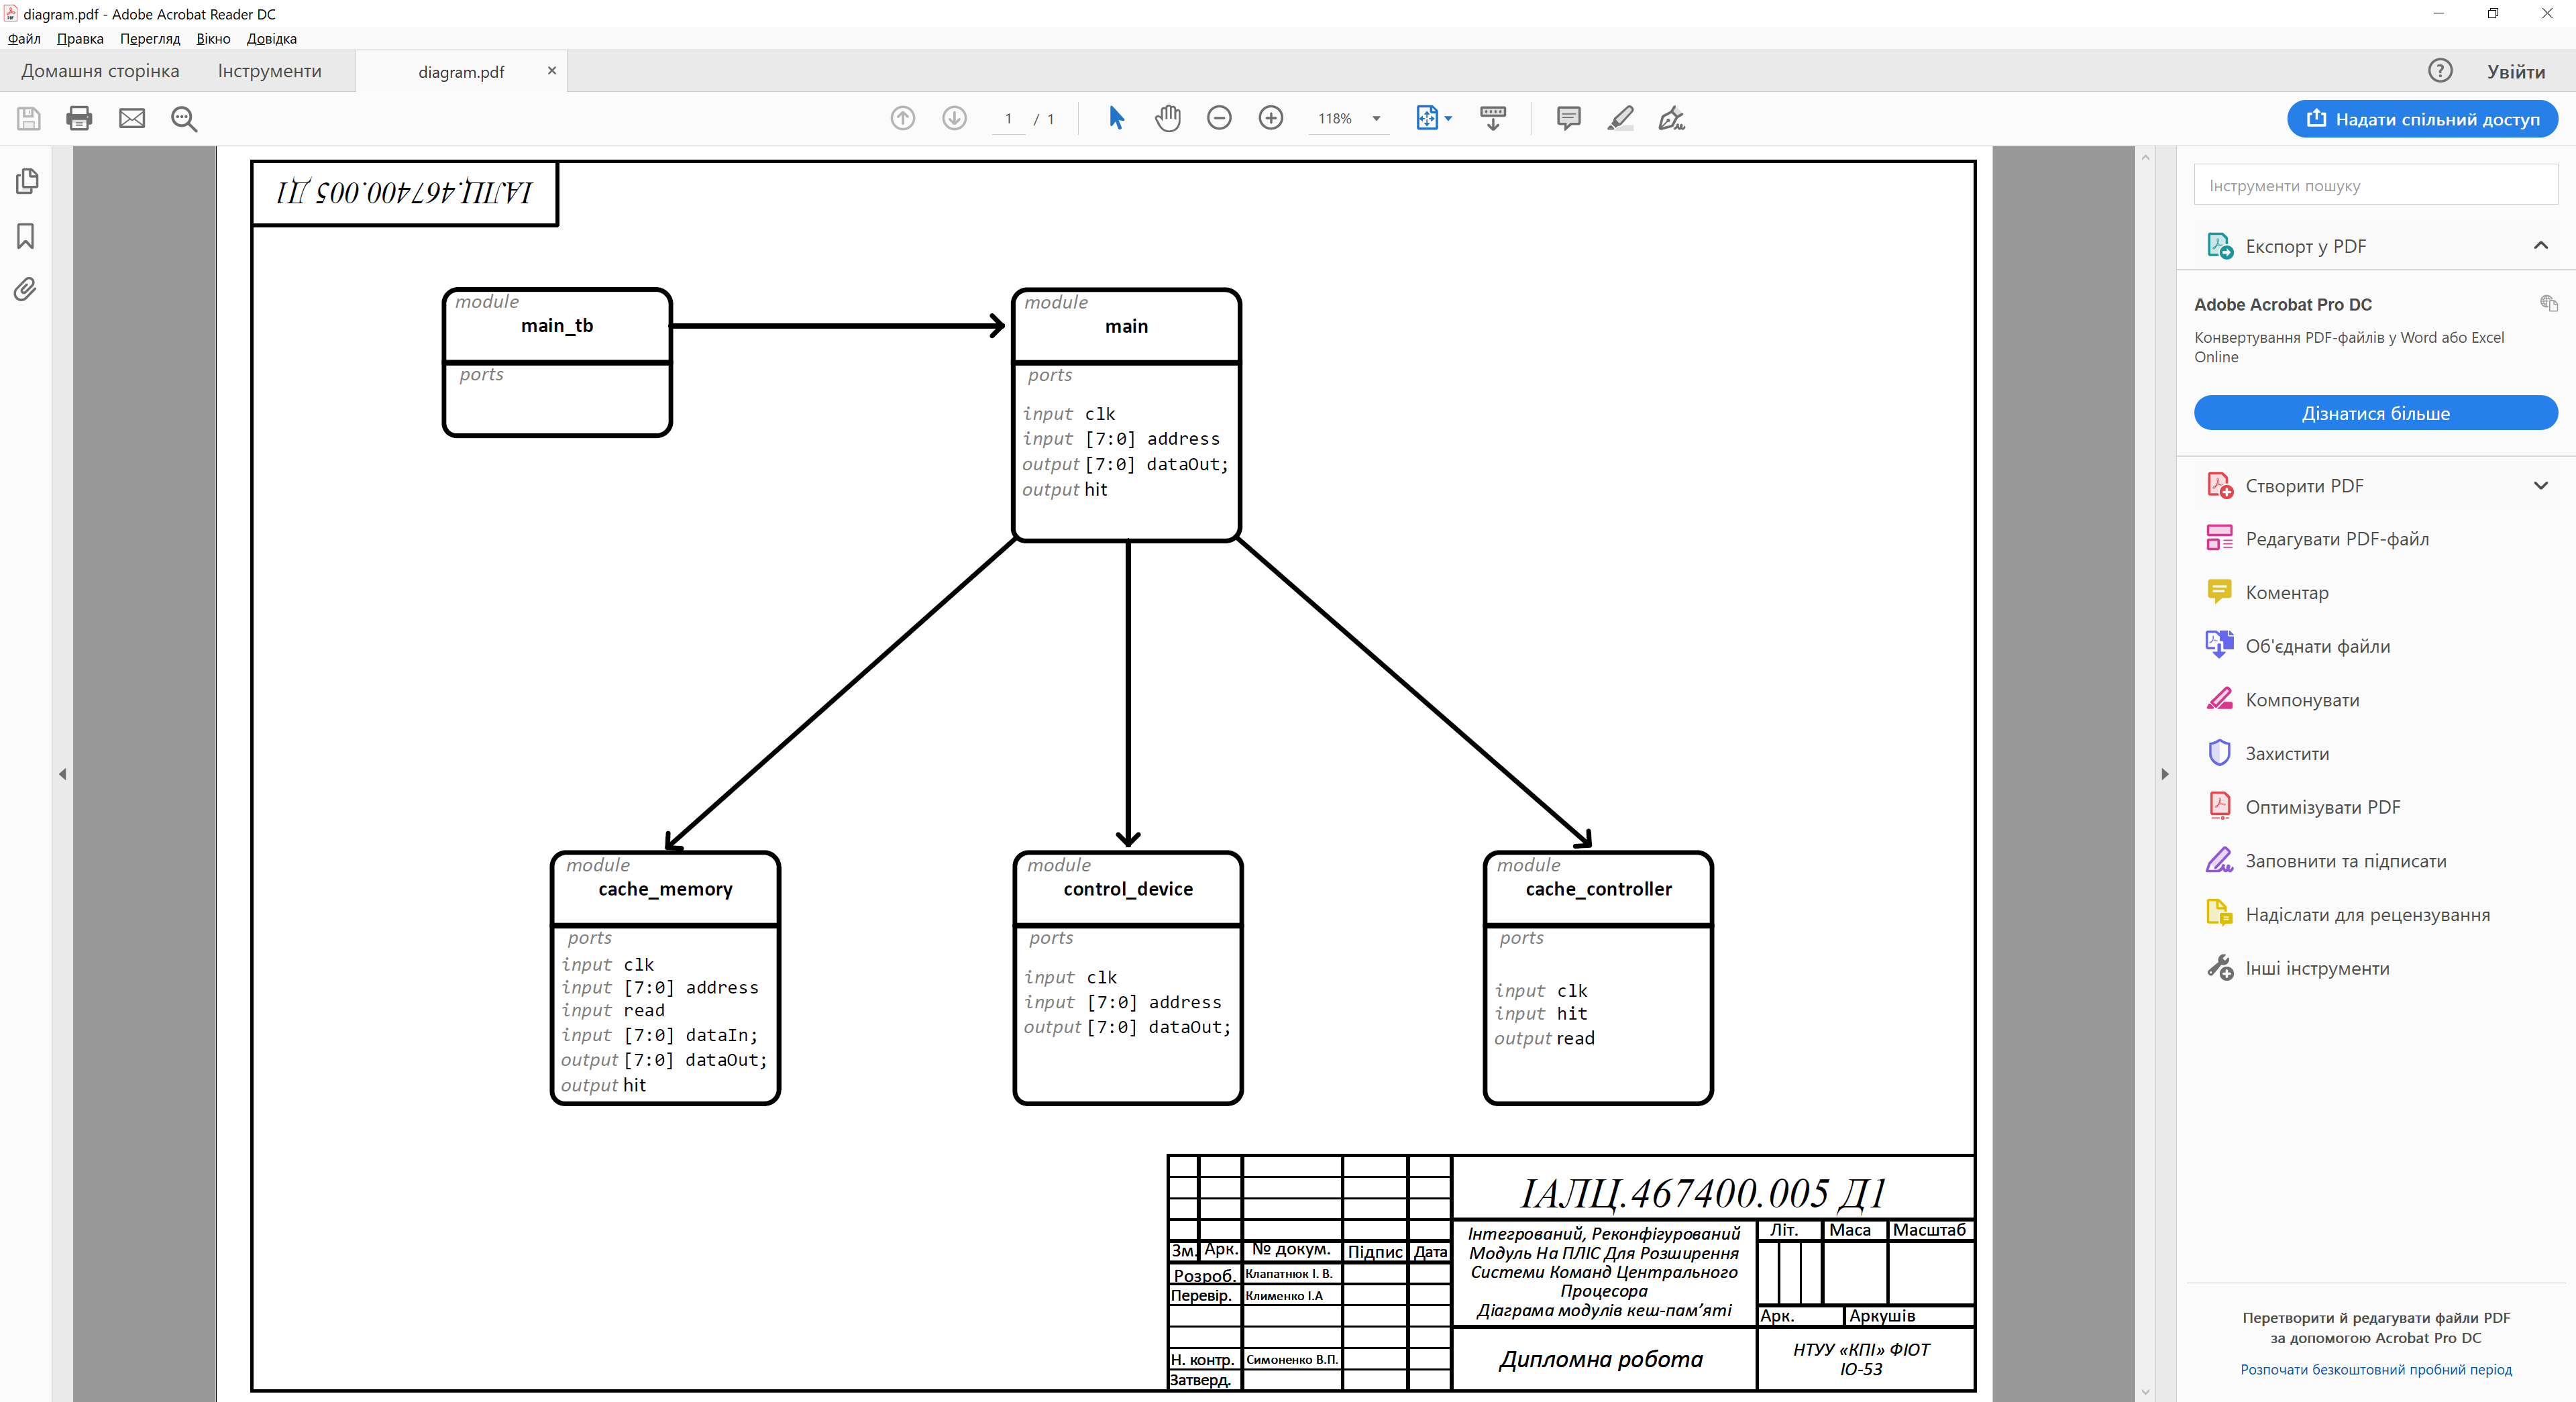 diagram.pdf - Adobe Acrobat Reader DC
Файл Правка Перегляд Вікно Довідка
Домашня сторінка Інструменти diagram.pdf Увійти
1 / 1 118% Надати спільний доступ
ІАЛЦ.467400.005 Д1
module
main_tb
ports
module
main
ports
input clk
input [7:0] address
output [7:0] dataOut;
output hit
module
cache_memory
ports
input clk
input [7:0] address
input read
input [7:0] dataIn;
output [7:0] dataOut;
output hit
module
control_device
ports
input clk
input [7:0] address
output [7:0] dataOut;
module
cache_controller
ports
input clk
input hit
output read
ІАЛЦ.467400.005 Д1
Зм. Арк. № докум. Підпис Дата
Розроб. Клапатнюк І. В.
Перевір. Клименко І.А
Н. контр. Симоненко В.П.
Затверд.
Інтегрований, Реконфігурований
Модуль На ПЛІС Для Розширення
Системи Команд Центрального
Процесора
Діаграма модулів кеш-пам’яті
Літ. Маса Масштаб
Арк. Аркушів
Дипломна робота
НТУУ «КПІ» ФІОТ
ІО-53
Інструменти пошуку
Експорт у PDF
Adobe Acrobat Pro DC
Конвертування PDF-файлів у Word або Excel
Online
Дізнатися більше
Створити PDF
Редагувати PDF-файл
Коментар
Об'єднати файли
Компонувати
Захистити
Оптимізувати PDF
Заповнити та підписати
Надіслати для рецензування
Інші інструменти
Перетворити й редагувати файли PDF
за допомогою Acrobat Pro DC
Розпочати безкоштовний пробний період